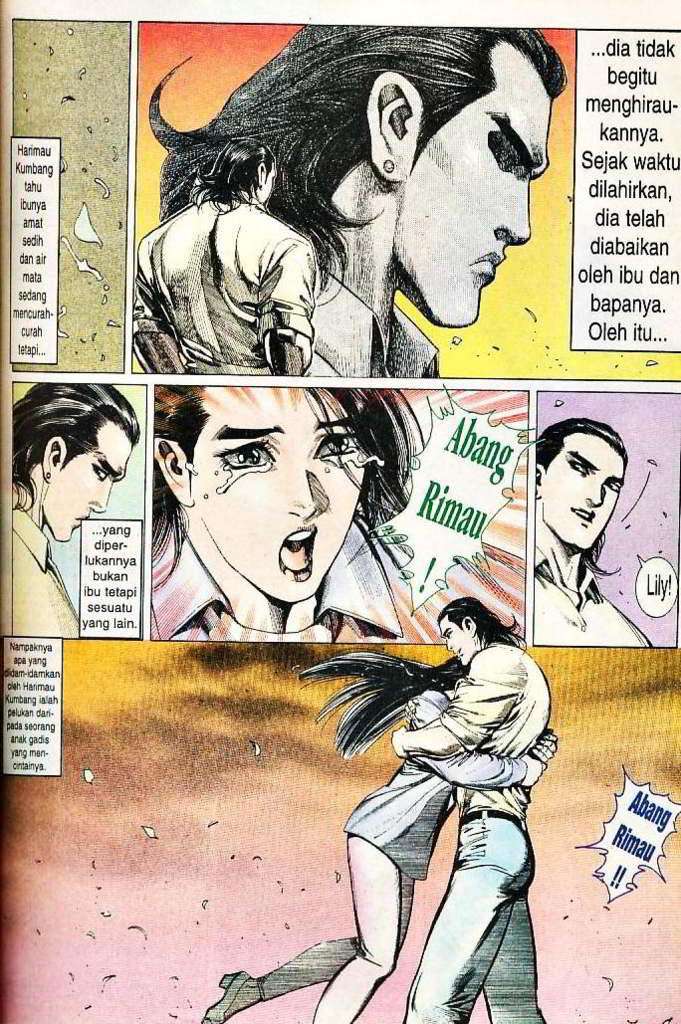 Harimau
Kumbang
tahu
ibunya
amat
sedih
dan air
mata
sedang
mencurah-
curah
tetapi...
...dia tidak
begitu
menghirau-
kannya.
Sejak waktu
dilahirkan,
dia telah
diabaikan
oleh ibu dan
bapanya.
Oleh itu...
...yang
diper-
lukannya
bukan
ibu tetapi
sesuatu
yang lain.
Abang
Rimau
!
Lily!
Nampaknya
apa yang
didam-idamkan
oleh Harimau
Kumbang ialah
pelukan dari-
pada seorang
anak gadis
yang men-
cintainya.
Abang
Rimau
!!